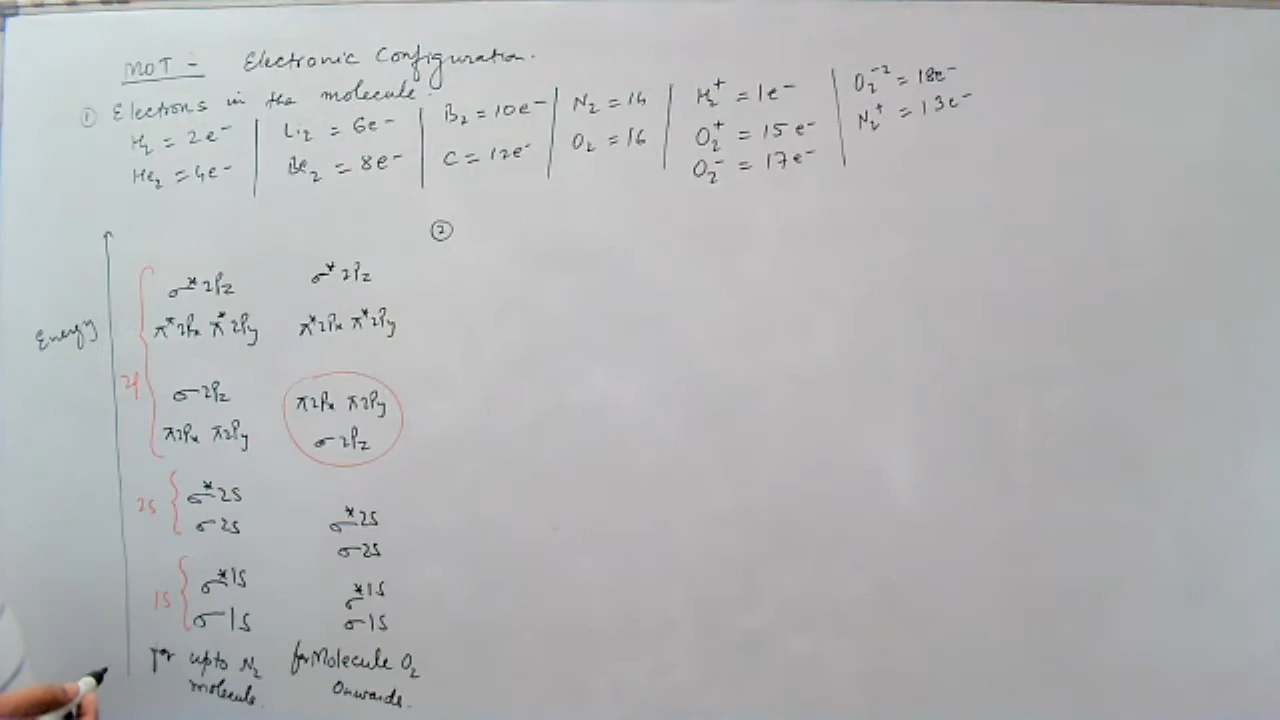 MOT - Electronic Configuration.
① Electrons in the molecule.
H₂ = 2e⁻
He₂ = 4e⁻
Li₂ = 6e⁻
Be₂ = 8e⁻
B₂ = 10e⁻
C = 12e⁻
N₂ = 14
O₂ = 16
H₂⁺ = 1e⁻
O₂⁺ = 15e⁻
O₂⁻ = 17e⁻
O₂⁻² = 18e⁻
N₂⁺ = 13e⁻
②
Energy
2p
σ*2Pz
π*2Px π*2Py
σ2Pz
π2Px π2Py
2s
σ*2s
σ2s
1s
σ*1s
σ1s
For upto N₂
molecule.
σ*2Pz
π*2Px π*2Py
π2Px π2Py
σ2Pz
σ*2s
σ2s
σ*1s
σ1s
for Molecule O₂
Onwards.